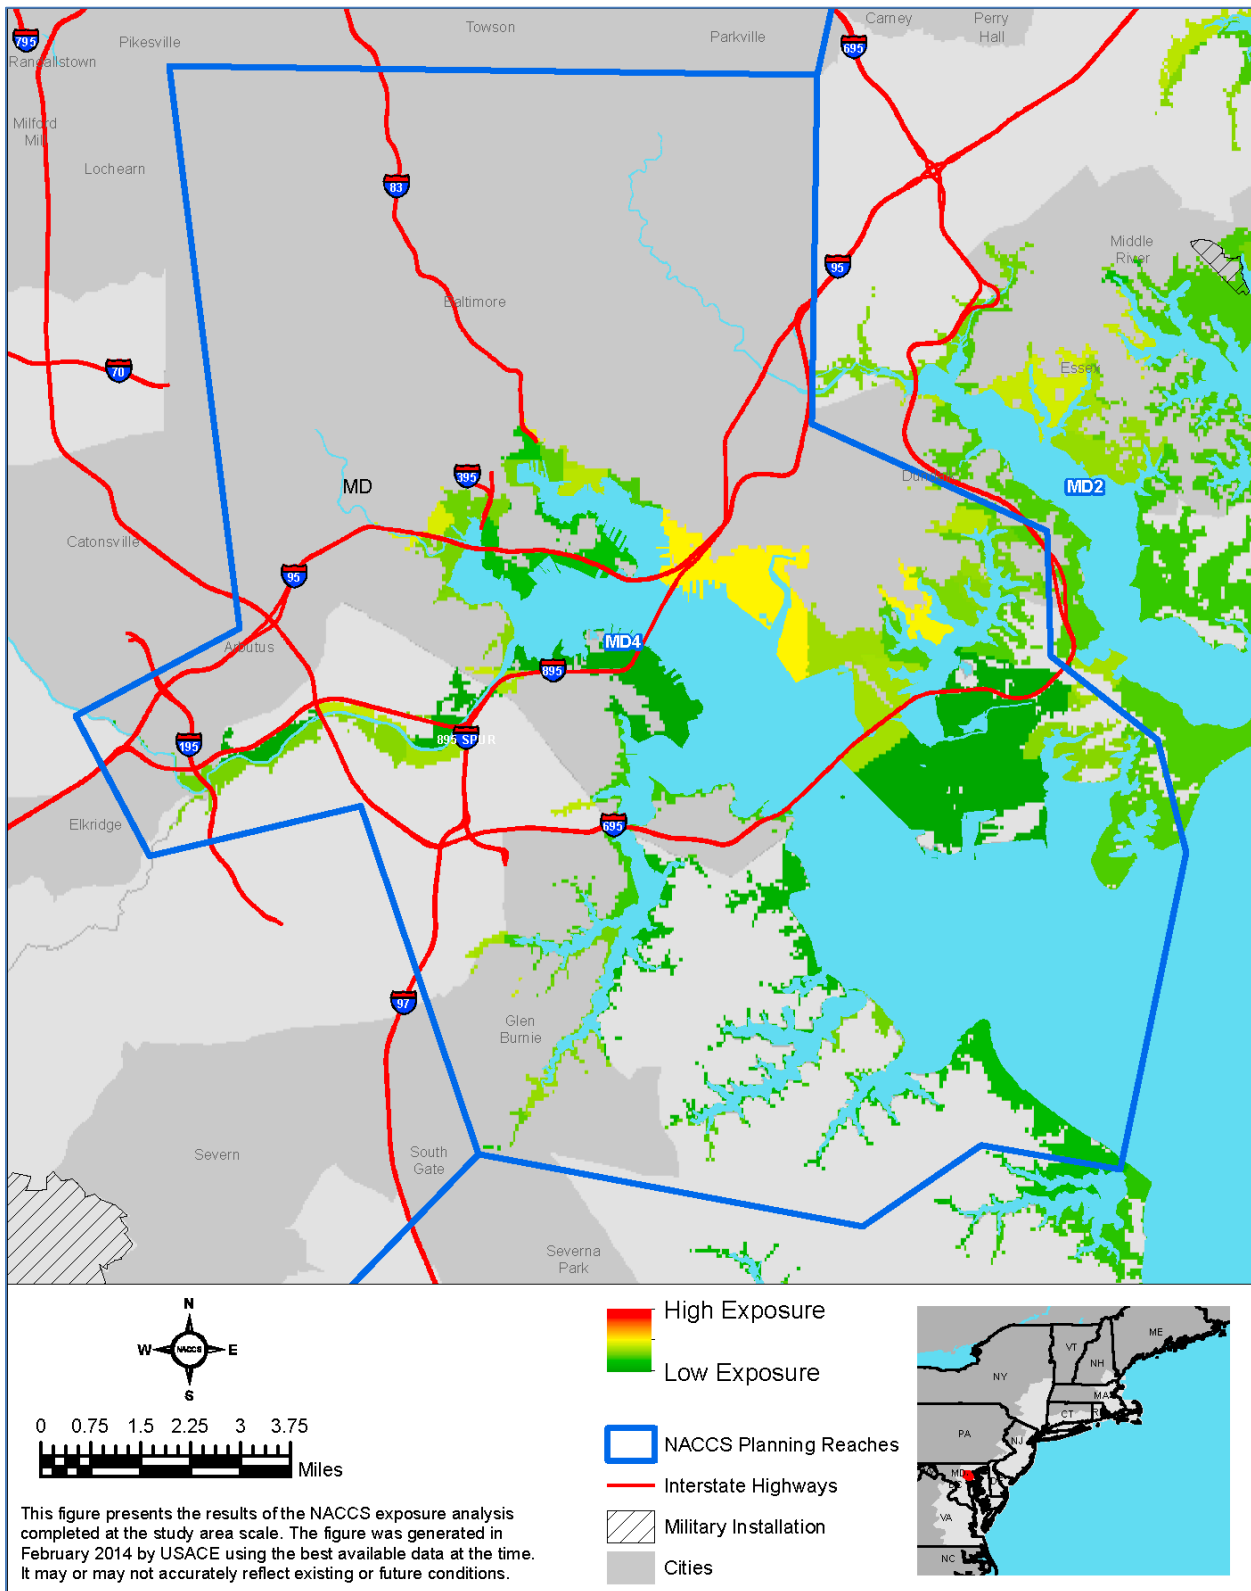 Towson
Carney
Perry
Hall
795
Pikesville
Parkville
695
Randallstown
Milford
Mill
Lochearn
83
Middle
River
95
Baltimore
70
Essex
395
MD
MD2
Catonsville
95
MD4
Arbutus
895
195
895 SPUR
Elkridge
695
97
Glen
Burnie
Severn
South
Gate
Severna
Park
N
W
NACCS
E
S
0 0.75 1.5 2.25 3 3.75
Miles
This figure presents the results of the NACCS exposure analysis
completed at the study area scale. The figure was generated in
February 2014 by USACE using the best available data at the time.
It may or may not accurately reflect existing or future conditions.
High Exposure
Low Exposure
NACCS Planning Reaches
Interstate Highways
Military Installation
Cities
ME
VT
NH
NY
MA
CT
PA
NJ
MD
VA
NC